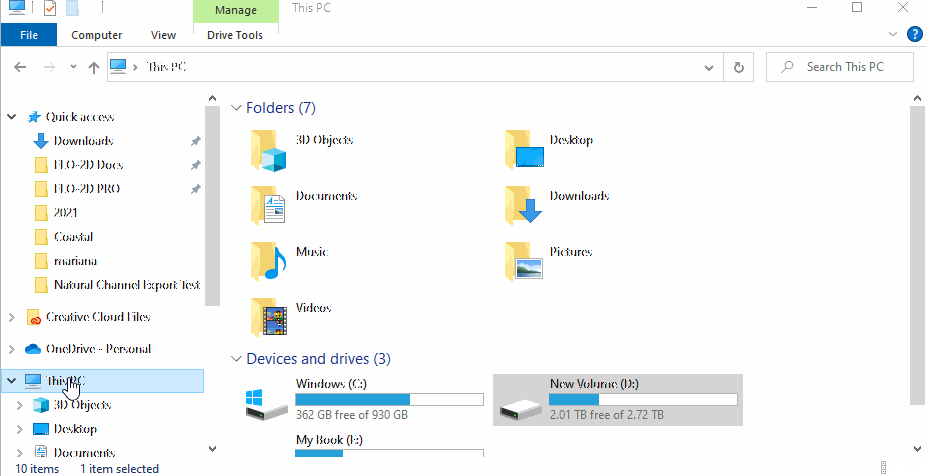 Manage
This PC
File
Computer
View
Drive Tools
This PC
Search This PC
Quick access
Downloads
FLO-2D Docs
FLO-2D PRO
2021
Coastal
mariana
Natural Channel Export Test
Creative Cloud Files
OneDrive - Personal
This PC
3D Objects
Desktop
Documents
Folders (7)
3D Objects
Desktop
Documents
Downloads
Music
Pictures
Videos
Devices and drives (3)
Windows (C:)
362 GB free of 930 GB
New Volume (D:)
2.01 TB free of 2.72 TB
My Book (F:)
10 items
1 item selected